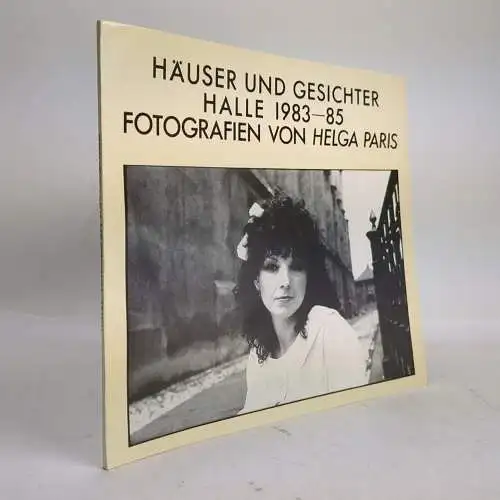 HÄUSER UND GESICHTER
HALLE 1983–85
FOTOGRAFIEN VON HELGA PARIS